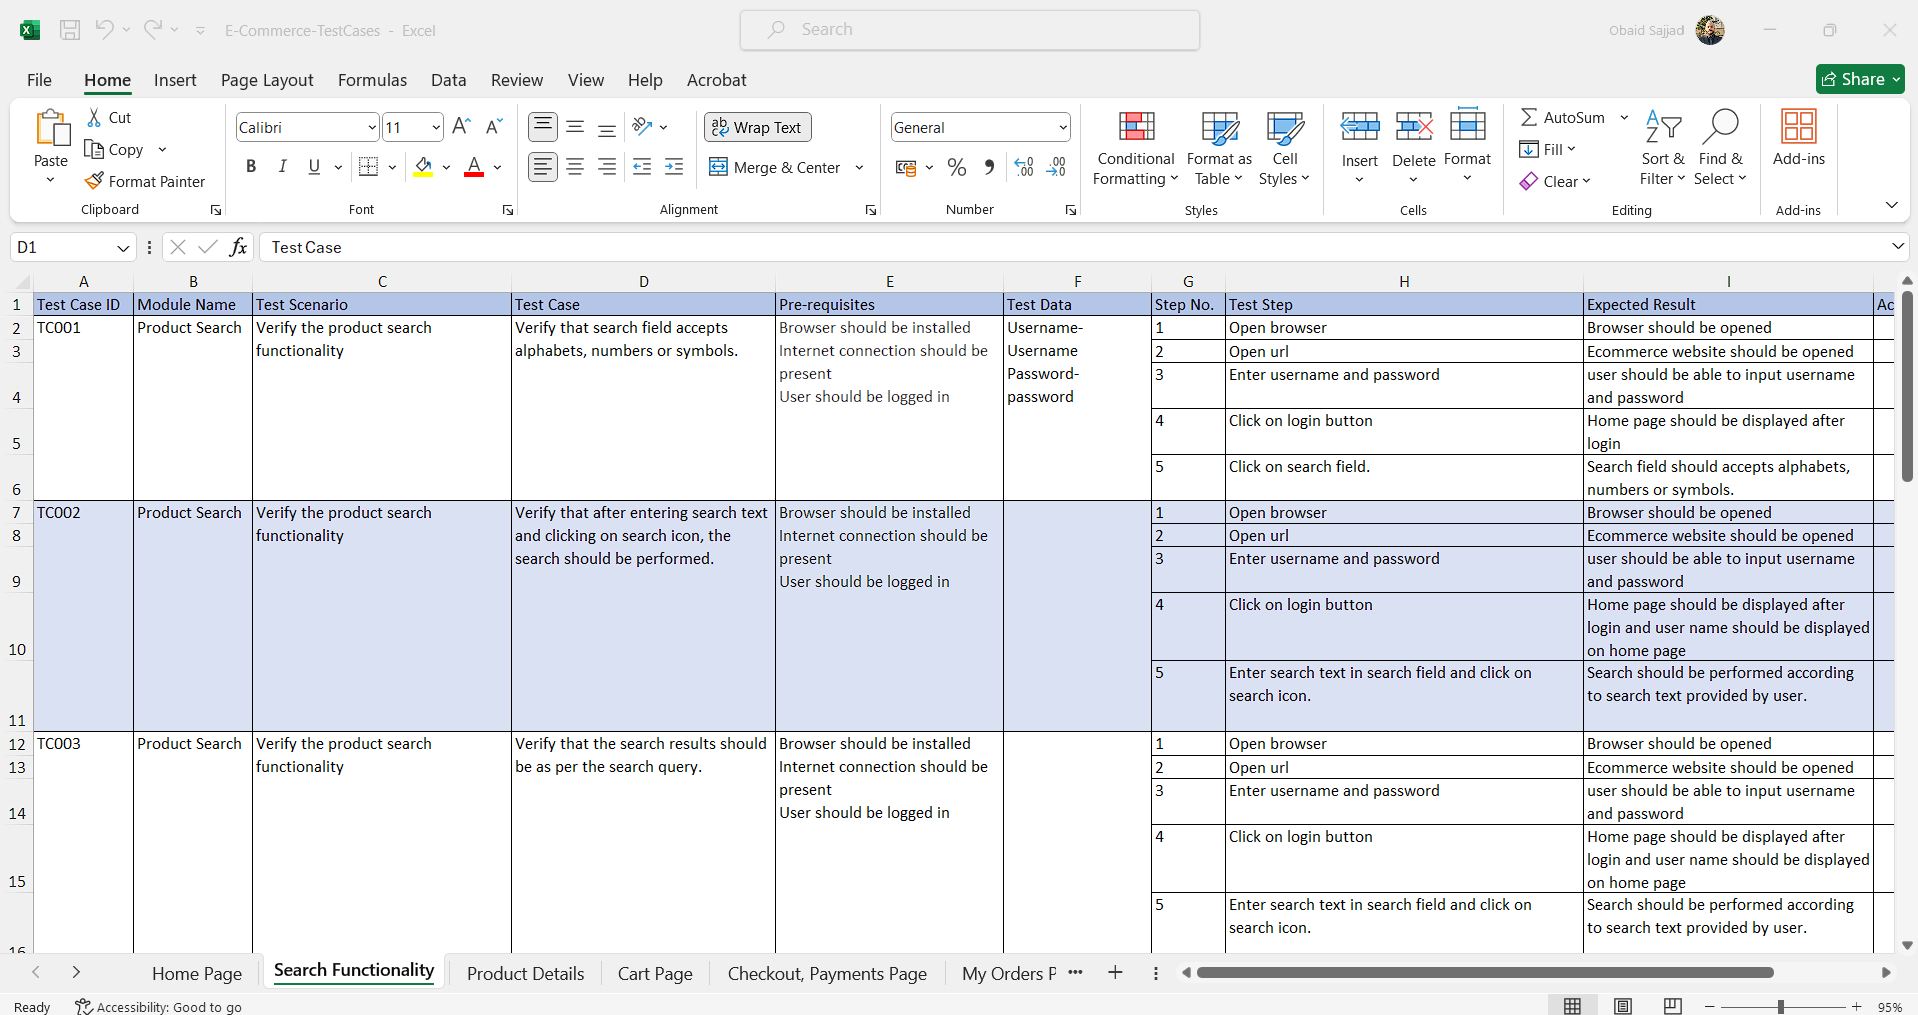 E-Commerce-TestCases - Excel
Search
Obaid Sajjad
File Home Insert Page Layout Formulas Data Review View Help Acrobat
Share
Paste
Cut
Copy
Format Painter
Clipboard
Calibri 11
B I U
Font
Wrap Text
Merge & Center
Alignment
General
Number
Conditional Formatting
Format as Table
Cell Styles
Styles
Insert
Delete
Format
Cells
AutoSum
Fill
Clear
Sort & Filter
Find & Select
Editing
Add-ins
Add-ins
D1
fx
Test Case
A B C D E F G H I
1 Test Case ID Module Name Test Scenario Test Case Pre-requisites Test Data Step No. Test Step Expected Result Ac
2 TC001 Product Search Verify the product search Verify that search field accepts Browser should be installed Username- 1 Open browser Browser should be opened
3 functionality alphabets, numbers or symbols. Internet connection should be Username 2 Open url Ecommerce website should be opened
present Password- 3 Enter username and password user should be able to input username
4 User should be logged in password and password
4 Click on login button Home page should be displayed after
5 login
5 Click on search field. Search field should accepts alphabets,
6 numbers or symbols.
7 TC002 Product Search Verify the product search Verify that after entering search text Browser should be installed 1 Open browser Browser should be opened
8 functionality and clicking on search icon, the Internet connection should be 2 Open url Ecommerce website should be opened
search should be performed. present 3 Enter username and password user should be able to input username
9 User should be logged in and password
4 Click on login button Home page should be displayed after
login and user name should be displayed
10 on home page
5 Enter search text in search field and click on Search should be performed according
search icon. to search text provided by user.
11
12 TC003 Product Search Verify the product search Verify that the search results should Browser should be installed 1 Open browser Browser should be opened
13 functionality be as per the search query. Internet connection should be 2 Open url Ecommerce website should be opened
present 3 Enter username and password user should be able to input username
14 User should be logged in and password
4 Click on login button Home page should be displayed after
login and user name should be displayed
15 on home page
5 Enter search text in search field and click on Search should be performed according
search icon. to search text provided by user.
16
Home Page Search Functionality Product Details Cart Page Checkout, Payments Page My Orders P
Ready Accessibility: Good to go 95%